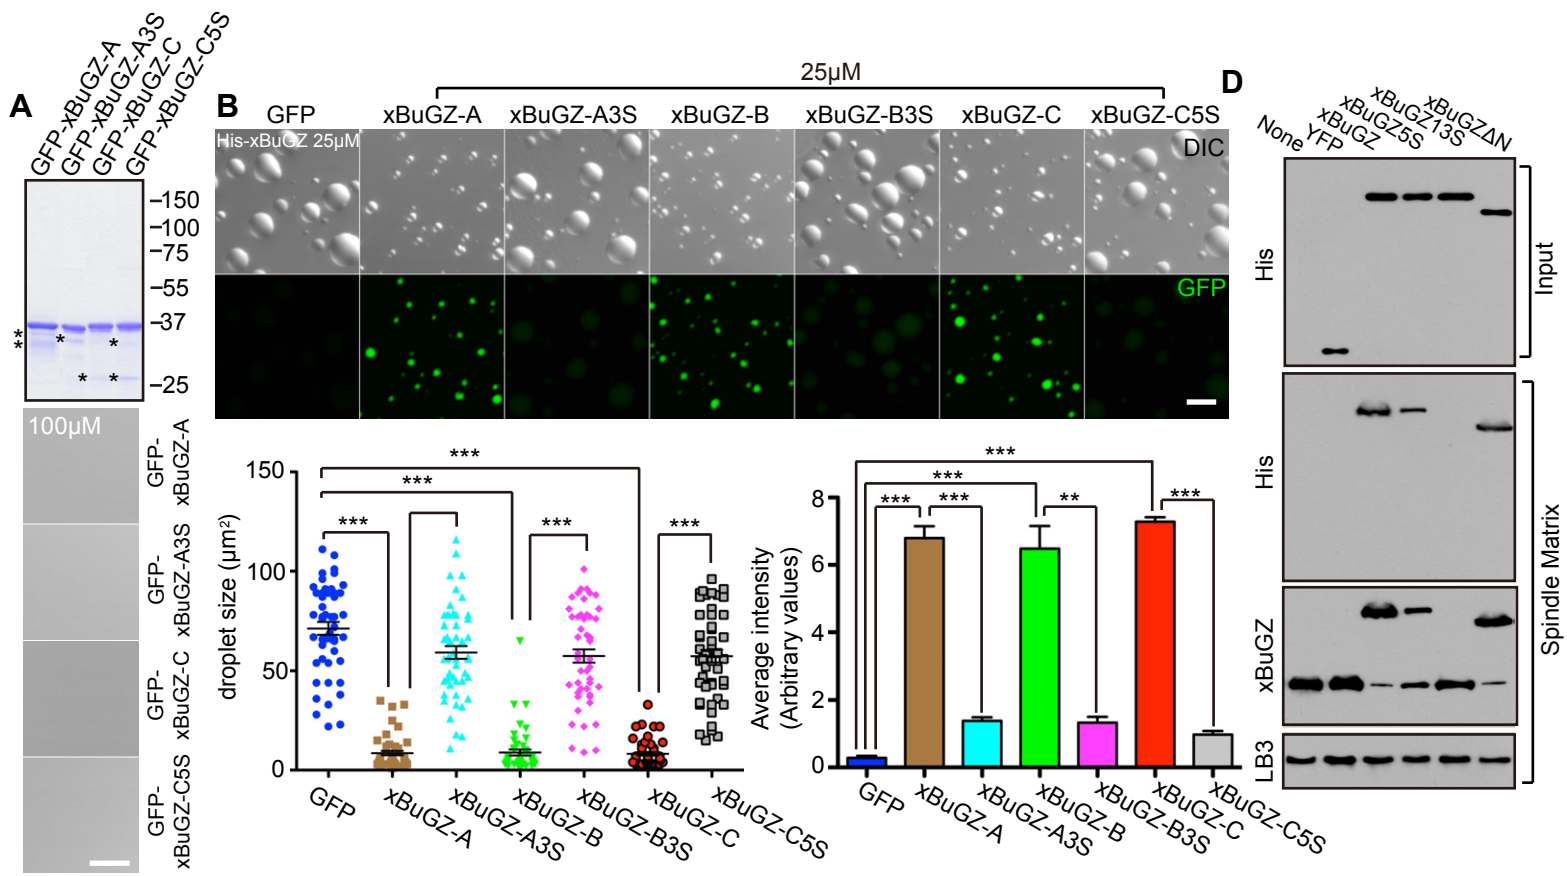 A
GFP-xBuGZ-A
GFP-xBuGZ-A3S
GFP-xBuGZ-C
GFP-xBuGZ-C5S
–150
–100
–75
–55
–37
–25
*
*
*
*
*
*
100µM
GFP-
xBuGZ-A
GFP-
xBuGZ-A3S
GFP-
xBuGZ-C
GFP-
xBuGZ-C5S
B
25µM
GFP xBuGZ-A xBuGZ-A3S xBuGZ-B xBuGZ-B3S xBuGZ-C xBuGZ-C5S
His-xBuGZ 25µM
DIC
GFP
droplet size (µm²)
150
100
50
0
***
***
***
***
***
GFP
xBuGZ-A
xBuGZ-A3S
xBuGZ-B
xBuGZ-B3S
xBuGZ-C
xBuGZ-C5S
Average intensity
(Arbitrary values)
8
6
4
2
0
***
***
*** *** ** ***
GFP
xBuGZ-A
xBuGZ-A3S
xBuGZ-B
xBuGZ-B3S
xBuGZ-C
xBuGZ-C5S
D
None
YFP
xBuGZ
xBuGZ5S
xBuGZ13S
xBuGZΔN
His
Input
His
xBuGZ
LB3
Spindle Matrix